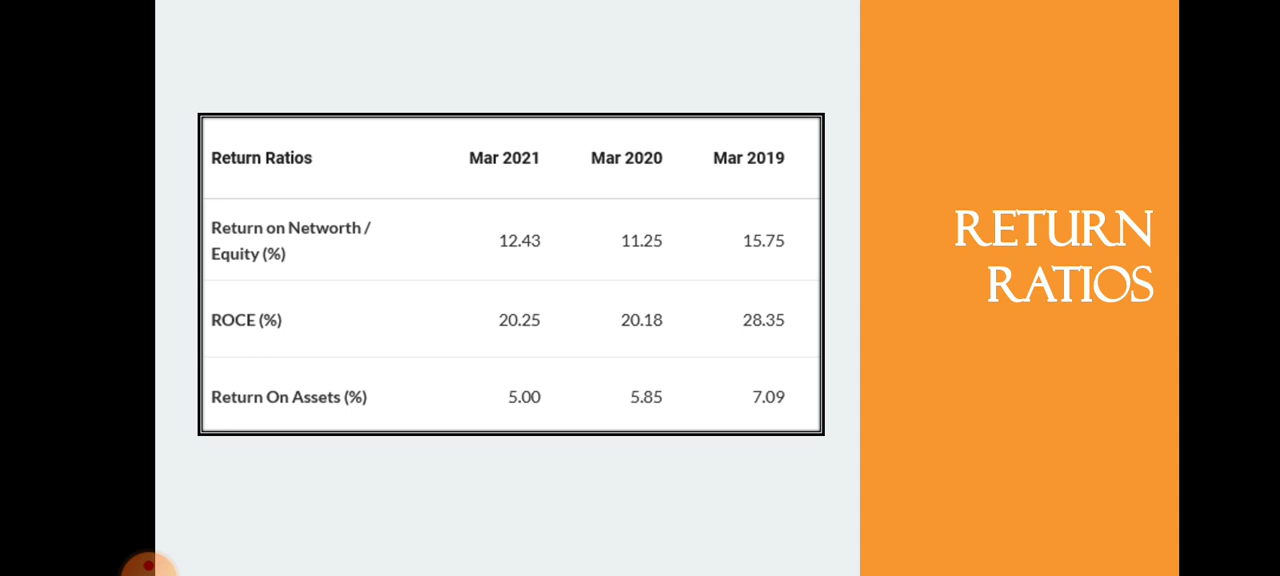 Return Ratios Mar 2021 Mar 2020 Mar 2019
Return on Networth /
Equity (%) 12.43 11.25 15.75
ROCE (%) 20.25 20.18 28.35
Return On Assets (%) 5.00 5.85 7.09
RETURN
RATIOS